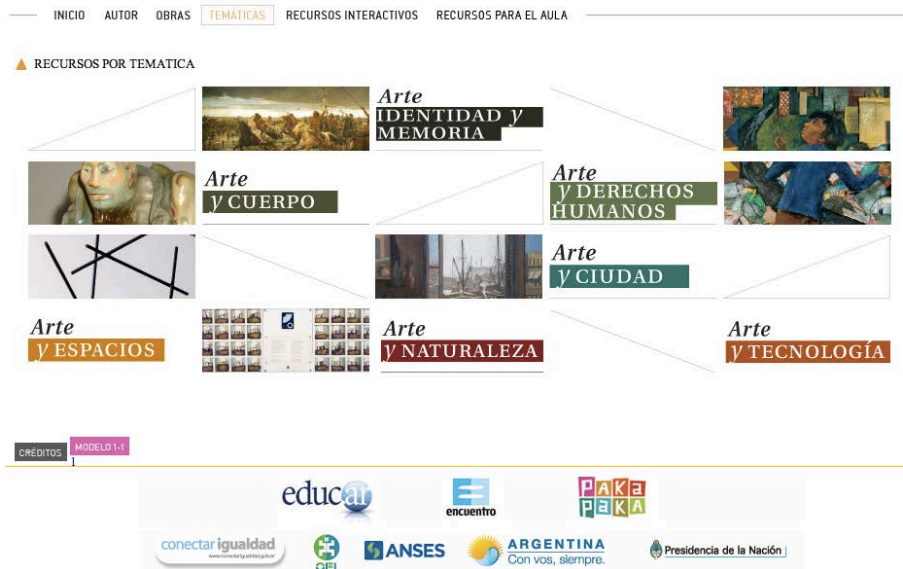 INICIO AUTOR OBRAS TEMÁTICAS RECURSOS INTERACTIVOS RECURSOS PARA EL AULA
RECURSOS POR TEMATICA
Arte
IDENTIDAD y
MEMORIA
Arte
y CUERPO
Arte
y DERECHOS
HUMANOS
Arte
y CIUDAD
Arte
y ESPACIOS
Arte
y NATURALEZA
Arte
y TECNOLOGÍA
CRÉDITOS
MODELO 1-1
1
educar
encuentro
PAKa
PaKA
conectar igualdad
CFI
ANSES
ARGENTINA
Con vos, siempre.
Presidencia de la Nación